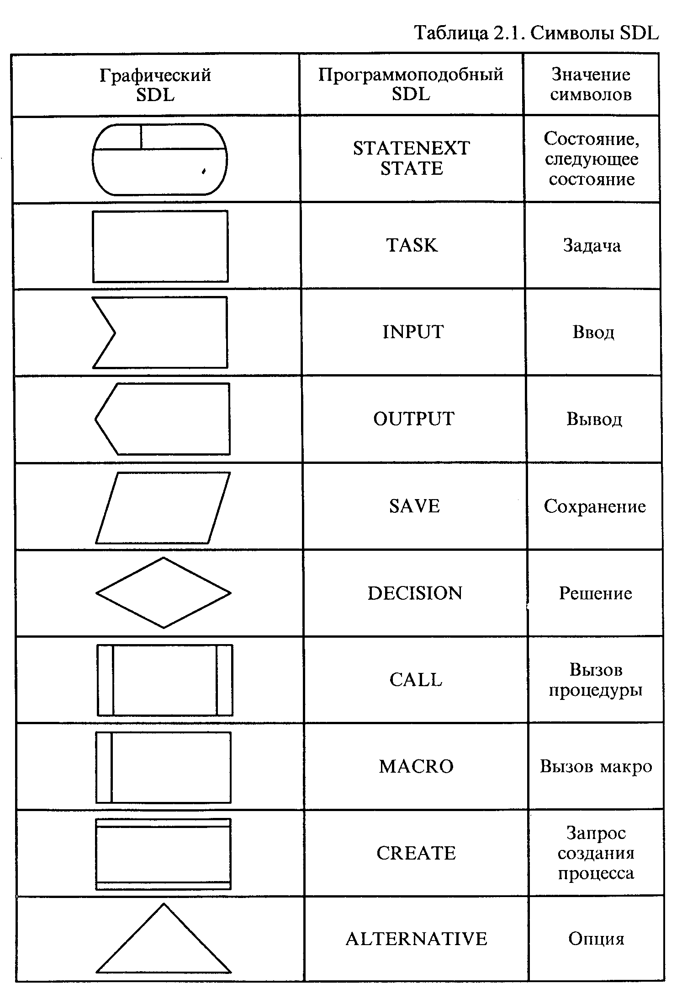 Таблица 2.1. Символы SDL
Графический
SDL
Программоподобный
SDL
Значение
символов
STATENEXT
STATE
Состояние,
следующее
состояние
TASK
Задача
INPUT
Ввод
OUTPUT
Вывод
SAVE
Сохранение
DECISION
Решение
CALL
Вызов
процедуры
MACRO
Вызов макро
CREATE
Запрос
создания
процесса
ALTERNATIVE
Опция